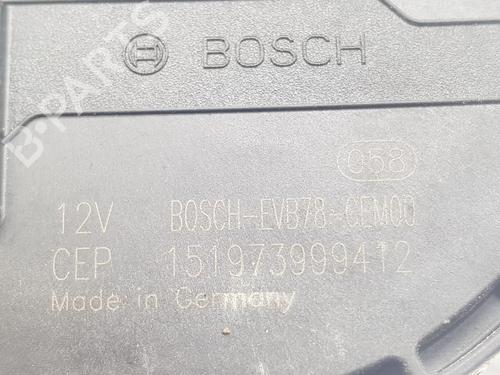 BOSCH
058
12V BOSCH-EVB78-CEM00
CEP 151973999412
Made in Germany
B-PARTS